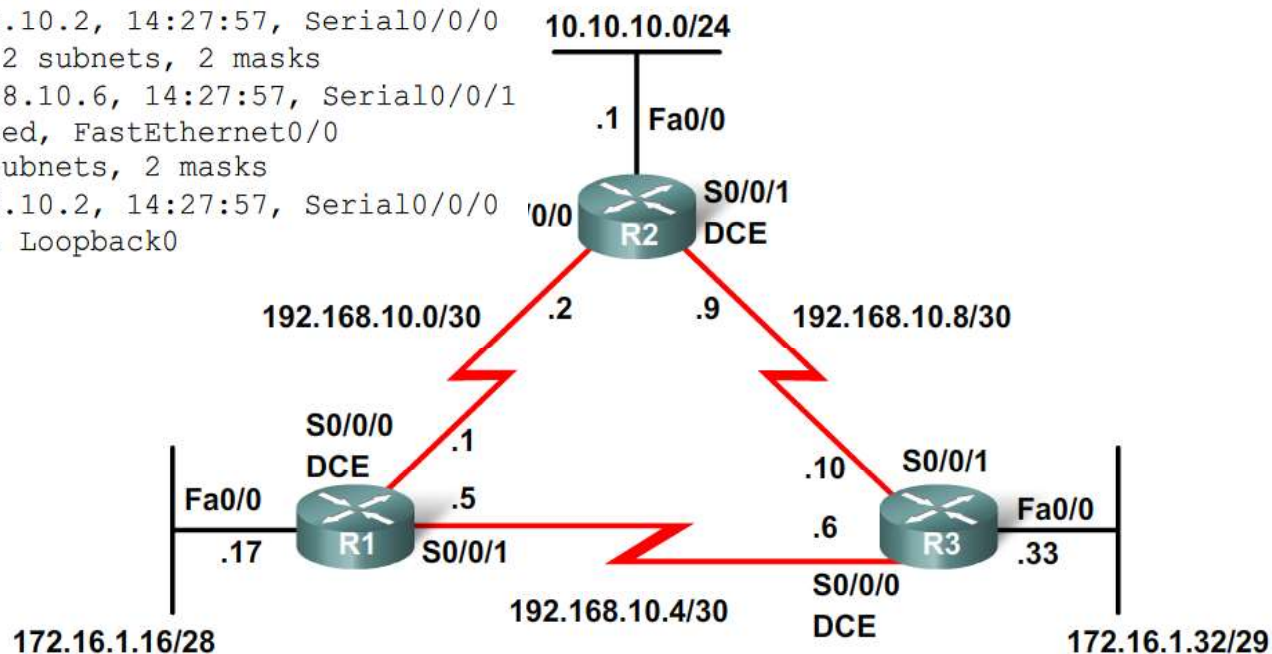 .10.2, 14:27:57, Serial0/0/0
2 subnets, 2 masks
8.10.6, 14:27:57, Serial0/0/1
ed, FastEthernet0/0
ubnets, 2 masks
.10.2, 14:27:57, Serial0/0/0
Loopback0
10.10.10.0/24
.1 Fa0/0
S0/0/1
DCE
/0/0
R2
192.168.10.0/30
.2
.9
192.168.10.8/30
S0/0/0
DCE
.1
.10
S0/0/1
Fa0/0
.5
.17
R1
S0/0/1
.6
R3
Fa0/0
.33
S0/0/0
DCE
192.168.10.4/30
172.16.1.16/28
172.16.1.32/29